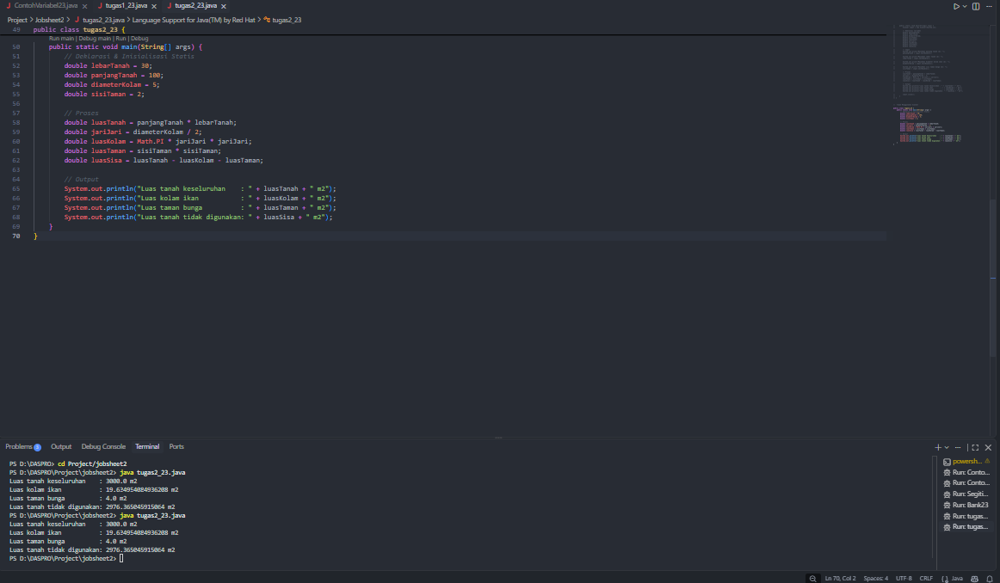 ContohVariabel23.java
tugas1_23.java
tugas2_23.java
Project > Jobsheet2 > tugas2_23.java > Language Support for Java(TM) by Red Hat > tugas2_23
49 public class tugas2_23 {
Run main | Debug main | Run | Debug
50 public static void main(String[] args) {
51 // Deklarasi & Inisialisasi Statis
52 double lebarTanah = 30;
53 double panjangTanah = 100;
54 double diameterKolam = 5;
55 double sisiTaman = 2;
56
57 // Proses
58 double luasTanah = panjangTanah * lebarTanah;
59 double jariJari = diameterKolam / 2;
60 double luasKolam = Math.PI * jariJari * jariJari;
61 double luasTaman = sisiTaman * sisiTaman;
62 double luasSisa = luasTanah - luasKolam - luasTaman;
63
64 // Output
65 System.out.println("Luas tanah keseluruhan    : " + luasTanah + " m2");
66 System.out.println("Luas kolam ikan           : " + luasKolam + " m2");
67 System.out.println("Luas taman bunga          : " + luasTaman + " m2");
68 System.out.println("Luas tanah tidak digunakan: " + luasSisa + " m2");
69 }
70 }
Problems Output Debug Console Terminal Ports
PS D:\DASPRO> cd Project/jobsheet2
PS D:\DASPRO\Project\jobsheet2> java tugas2_23.java
Luas tanah keseluruhan    : 3000.0 m2
Luas kolam ikan           : 19.634954084936208 m2
Luas taman bunga          : 4.0 m2
Luas tanah tidak digunakan: 2976.365045915064 m2
PS D:\DASPRO\Project\jobsheet2> java tugas2_23.java
Luas tanah keseluruhan    : 3000.0 m2
Luas kolam ikan           : 19.634954084936208 m2
Luas taman bunga          : 4.0 m2
Luas tanah tidak digunakan: 2976.365045915064 m2
PS D:\DASPRO\Project\jobsheet2>
powersh...
Run: Conto...
Run: Conto...
Run: Segiti...
Run: Bank23
Run: tugas...
Run: tugas...
Ln 70, Col 2 Spaces: 4 UTF-8 CRLF {} Java